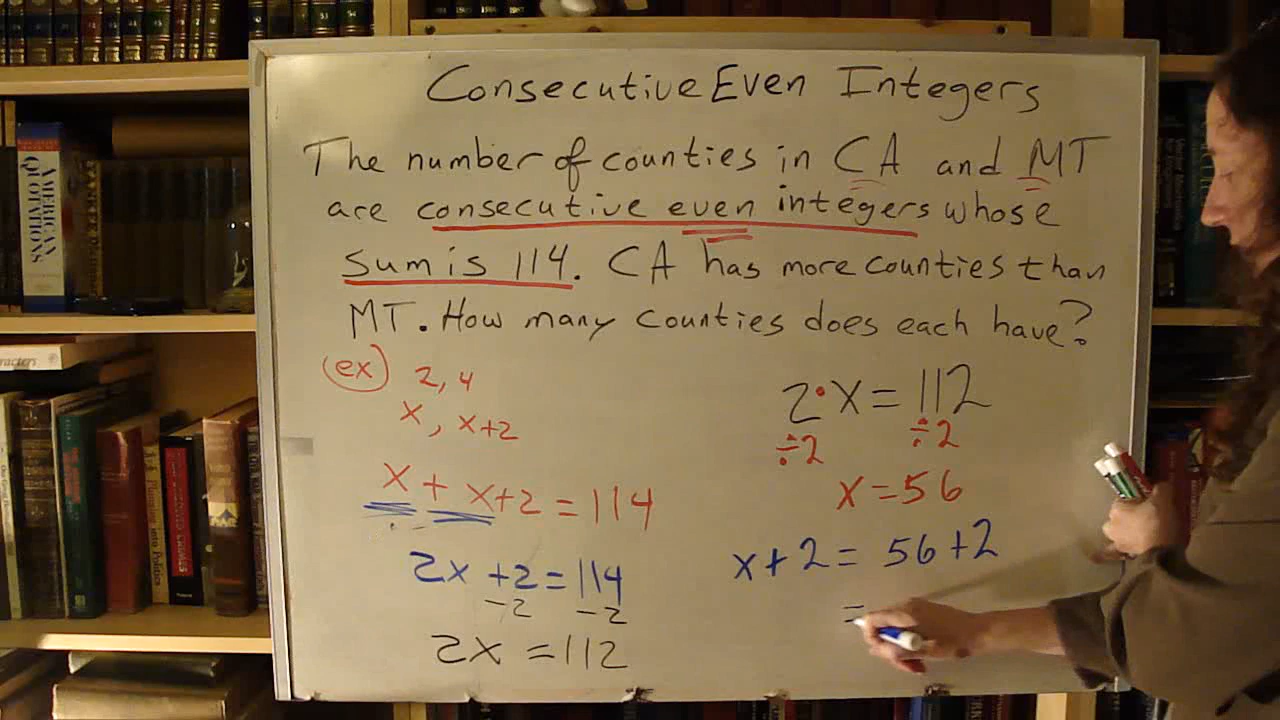 Consecutive Even Integers
The number of counties in CA and MT
are consecutive even integers whose
sum is 114. CA has more counties than
MT. How many counties does each have?
ex 2, 4
x, x+2
x + x+2 = 114
2x +2 = 114
-2 -2
2x = 112
2·x = 112
÷2 ÷2
x = 56
x+2 = 56+2
=
AMERICAN
QUOTATIONS